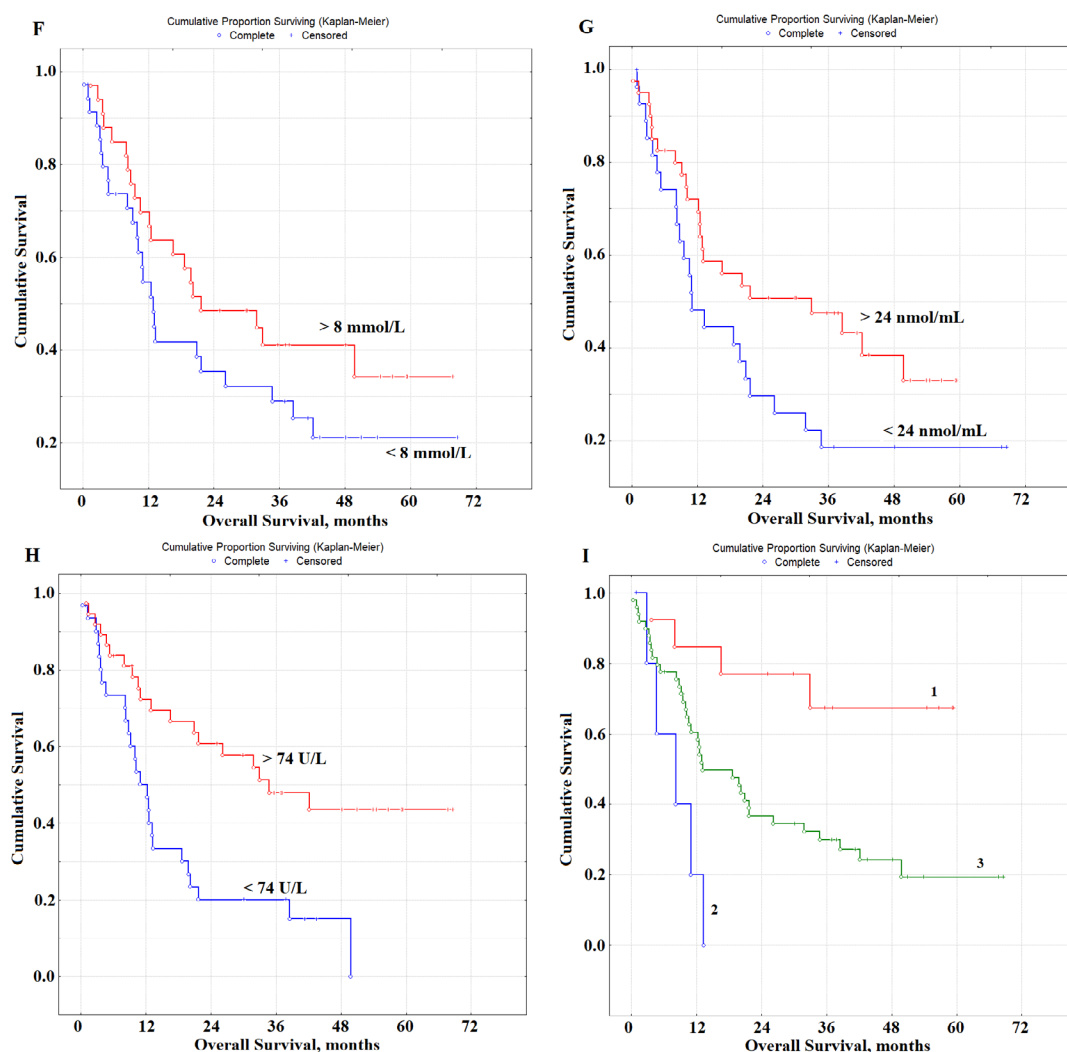 F
Cumulative Proportion Surviving (Kaplan-Meier)
Complete Censored
Cumulative Survival
1.0
0.8
0.6
0.4
0.2
> 8 mmol/L
< 8 mmol/L
0 12 24 36 48 60 72
Overall Survival, months
G
Cumulative Proportion Surviving (Kaplan-Meier)
Complete Censored
Cumulative Survival
1.0
0.8
0.6
0.4
0.2
> 24 nmol/mL
< 24 nmol/mL
0 12 24 36 48 60 72
Overall Survival, months
H
Cumulative Proportion Surviving (Kaplan-Meier)
Complete Censored
Cumulative Survival
1.0
0.8
0.6
0.4
0.2
0.0
> 74 U/L
< 74 U/L
0 12 24 36 48 60 72
Overall Survival, months
I
Cumulative Proportion Surviving (Kaplan-Meier)
Complete Censored
Cumulative Survival
1.0
0.8
0.6
0.4
0.2
0.0
1
3
2
0 12 24 36 48 60 72
Overall Survival, months